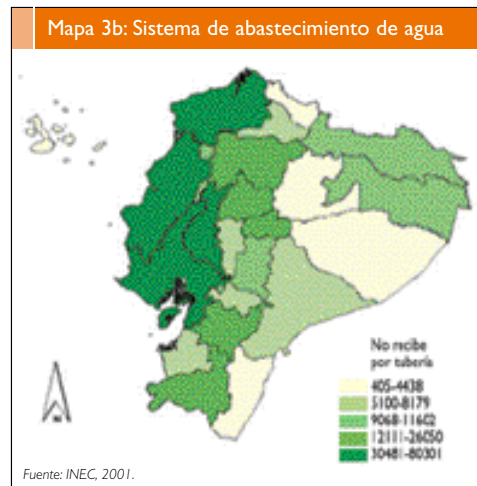 Mapa 3b: Sistema de abastecimiento de agua
No recibe
por tubería
405-4438
5100-8179
9068-11602
12111-26050
30481-80301
Fuente: INEC, 2001.